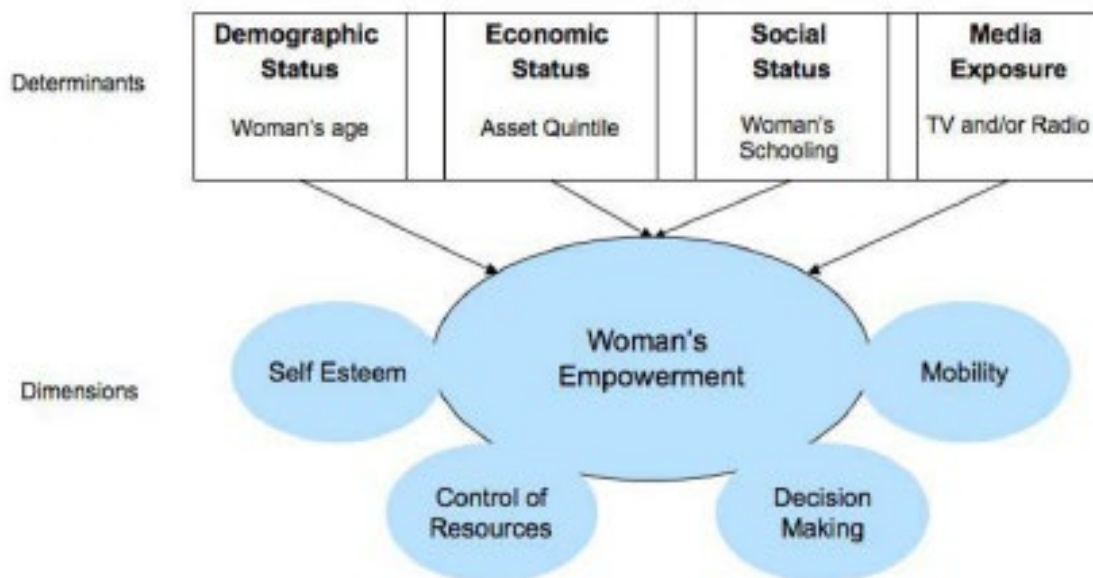 Determinants
Demographic
Status
Woman's age
Economic
Status
Asset Quintile
Social
Status
Woman's
Schooling
Media
Exposure
TV and/or Radio
Dimensions
Woman's
Empowerment
Self Esteem
Mobility
Control of
Resources
Decision
Making